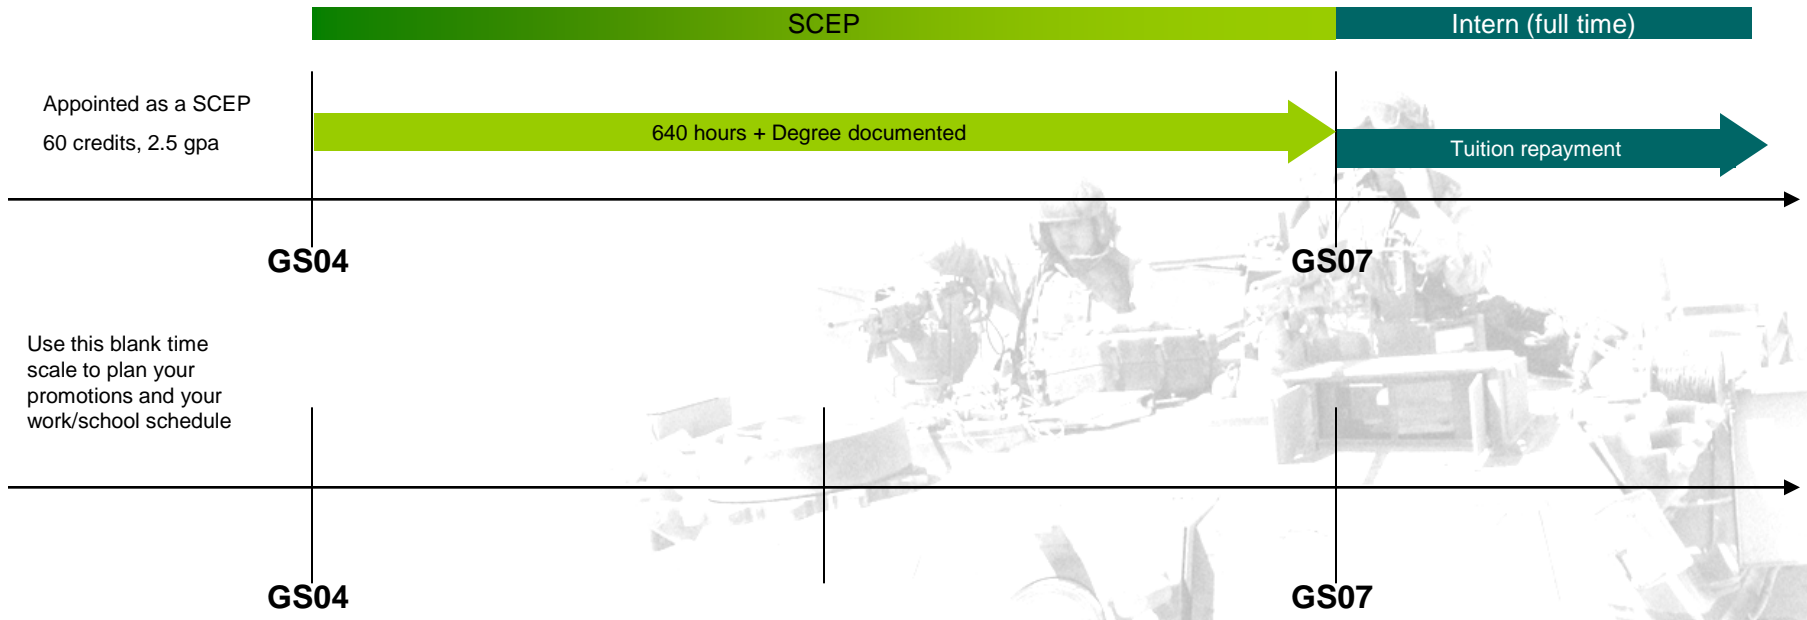 SCEP
Intern (full time)
Appointed as a SCEP
60 credits, 2.5 gpa
640 hours + Degree documented
Tuition repayment
GS04
GS07
Use this blank time
scale to plan your
promotions and your
work/school schedule
GS04
GS07